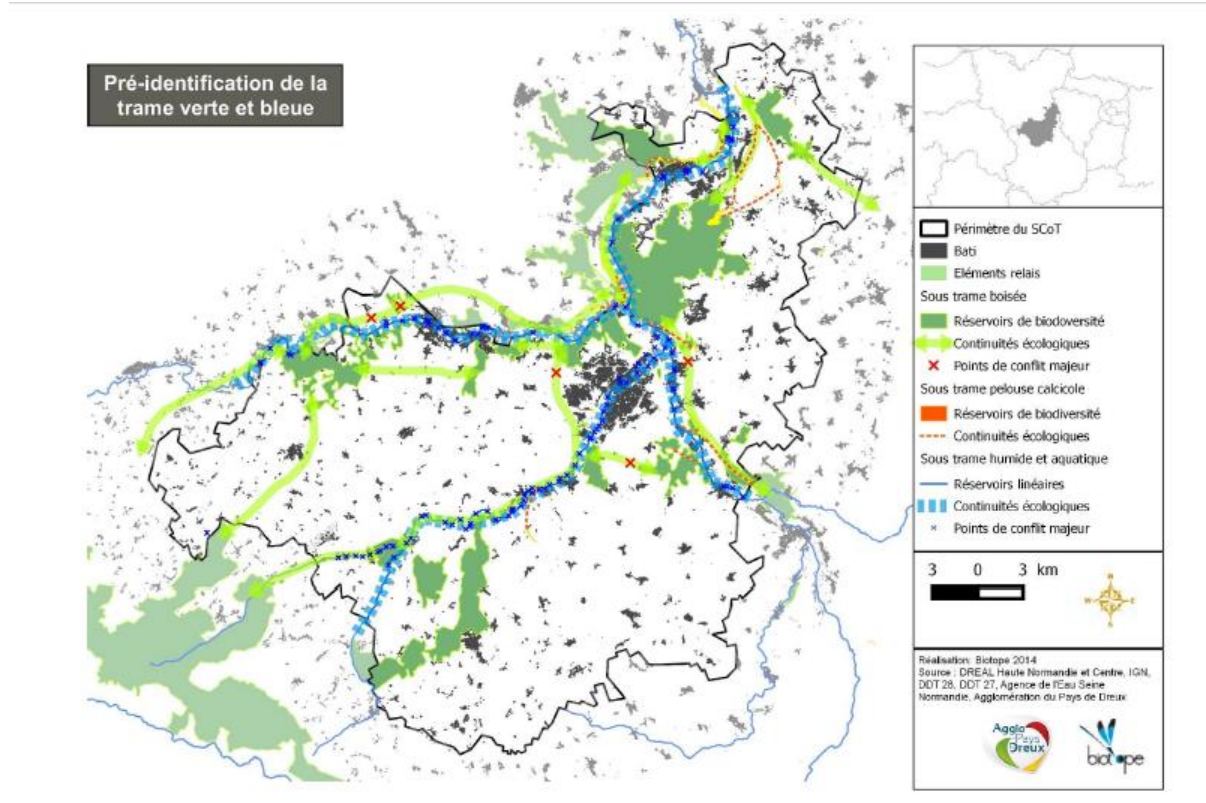 Pré-identification de la
trame verte et bleue
Périmètre du SCoT
Bati
Eléments relais
Sous trame boisée
Réservoirs de biodoversité
Continuités écologiques
Points de conflit majeur
Sous trame pelouse calcicole
Réservoirs de biodiversité
Continuités écologiques
Sous trame humide et aquatique
Réservoirs linéaires
Continuités écologiques
Points de conflit majeur
3 0 3 km
N
W E
S
Réalisation: Biotope 2014
Source : DREAL Haute Normandie et Centre, IGN,
DDT 28, DDT 27, Agence de l'Eau Seine
Normandie, Agglomération du Pays de Dreux
Agglo
Pays
Dreux
biotope